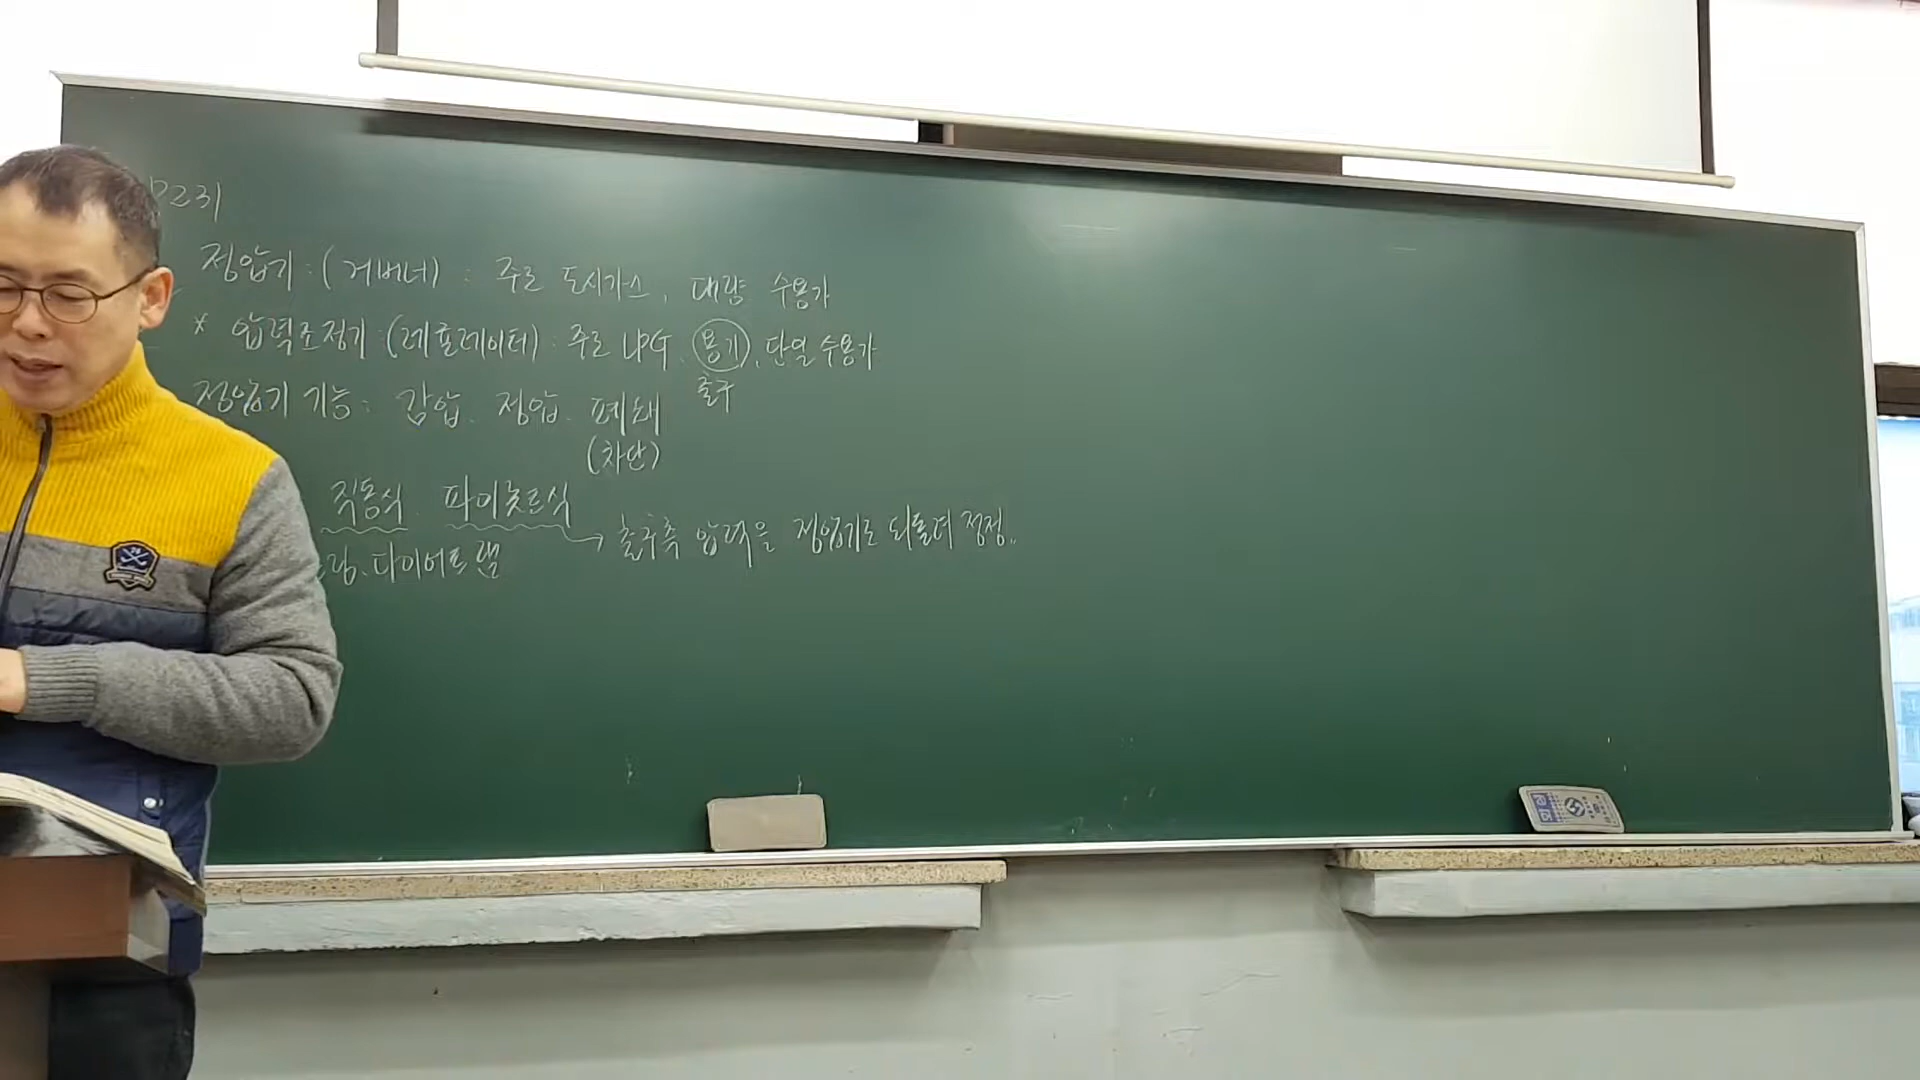 P231
정압기 : (거버너) : 주로 도시가스, 대량 수용가
* 압력조정기 : (레귤레이터) : 주로 LPG, 용기, 단일 수용가
출구
정압기 기능 : 감압, 정압, 폐쇄
(차단)
직동식, 파이롯트식
→ 출구측 압력을 정압기로 되돌려 정정..
링, 다이어프램